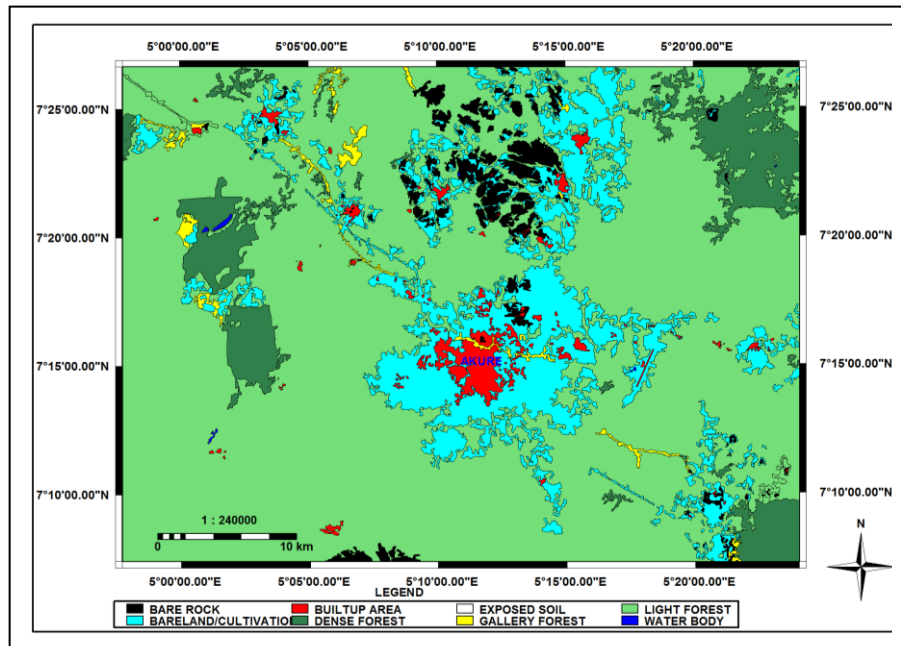 5°00'00.00"E 5°05'00.00"E 5°10'00.00"E 5°15'00.00"E 5°20'00.00"E
7°25'00.00"N 7°25'00.00"N
7°20'00.00"N 7°20'00.00"N
7°15'00.00"N 7°15'00.00"N
AKURE
7°10'00.00"N 7°10'00.00"N
1 : 240000
0 10 km
N
5°00'00.00"E 5°05'00.00"E 5°10'00.00"E 5°15'00.00"E 5°20'00.00"E
LEGEND
BARE ROCK BUILTUP AREA EXPOSED SOIL LIGHT FOREST
BARELAND/CULTIVATION DENSE FOREST GALLERY FOREST WATER BODY